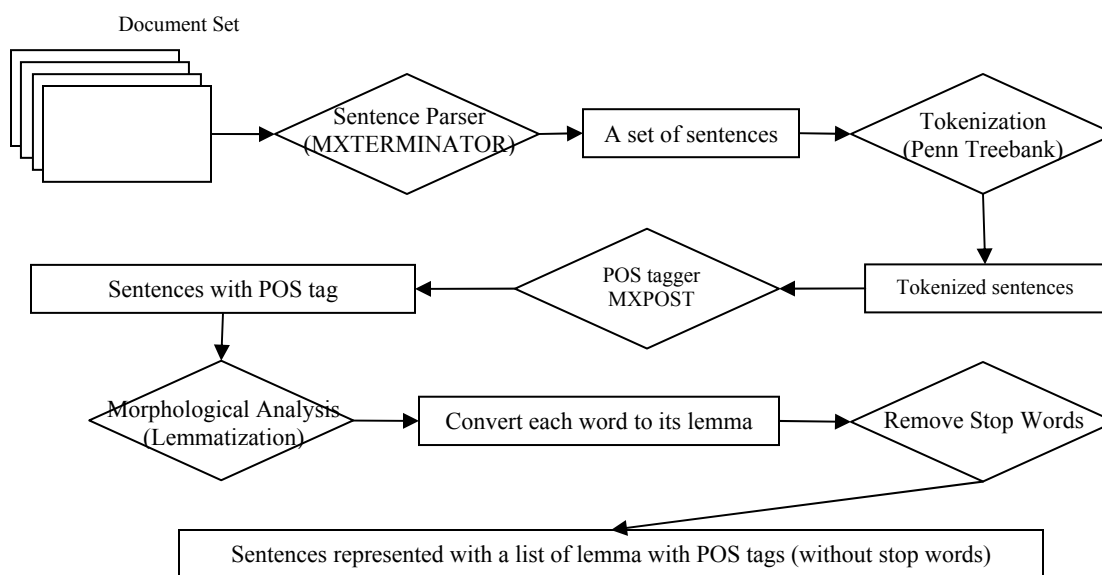 Document Set
Sentence Parser
(MXTERMINATOR)
A set of sentences
Tokenization
(Penn Treebank)
Tokenized sentences
POS tagger
MXPOST
Sentences with POS tag
Morphological Analysis
(Lemmatization)
Convert each word to its lemma
Remove Stop Words
Sentences represented with a list of lemma with POS tags (without stop words)